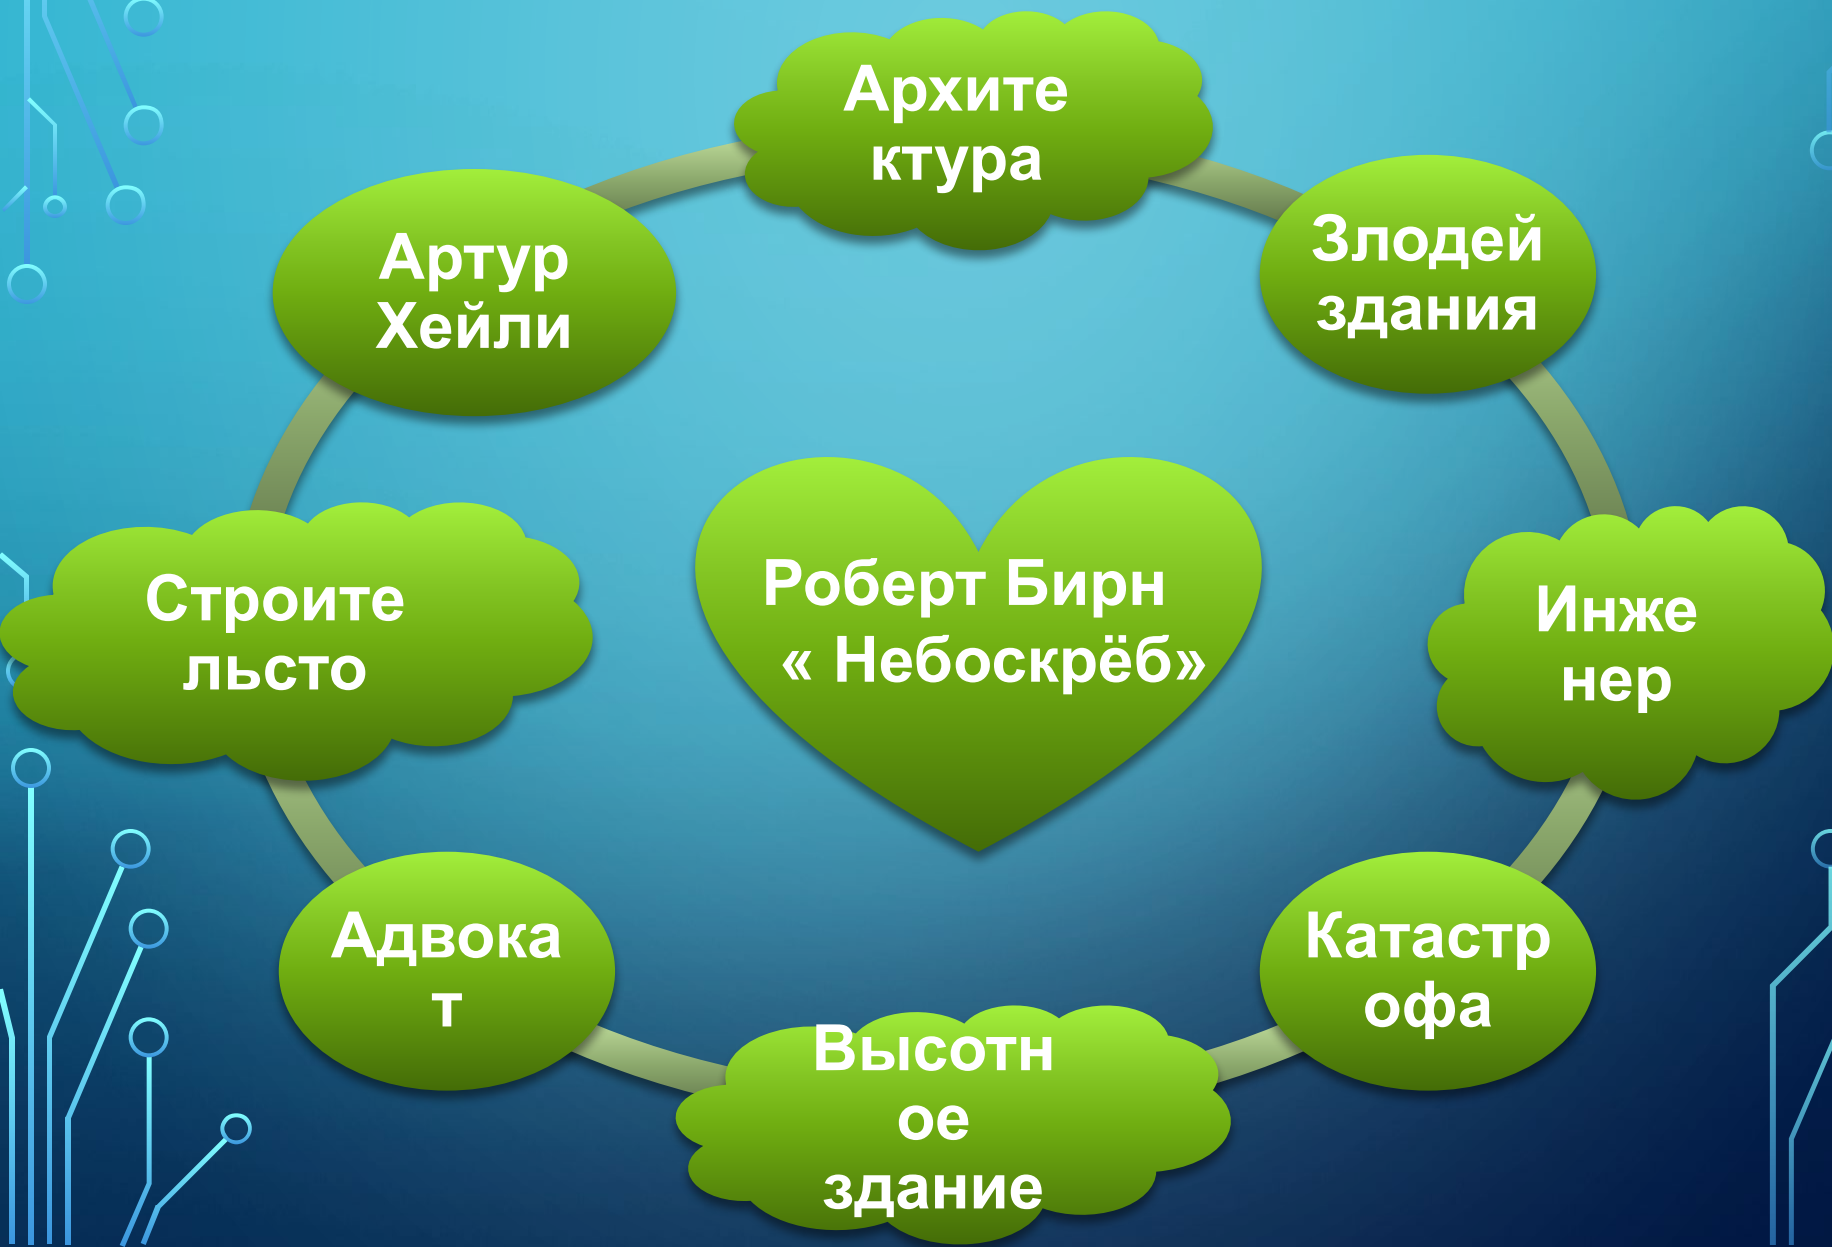 Архите
ктура
Злодей
здания
Артур
Хейли
Роберт Бирн
« Небоскрёб»
Строите
льсто
Инже
нер
Адвока
т
Катастр
офа
Высотн
ое
здание